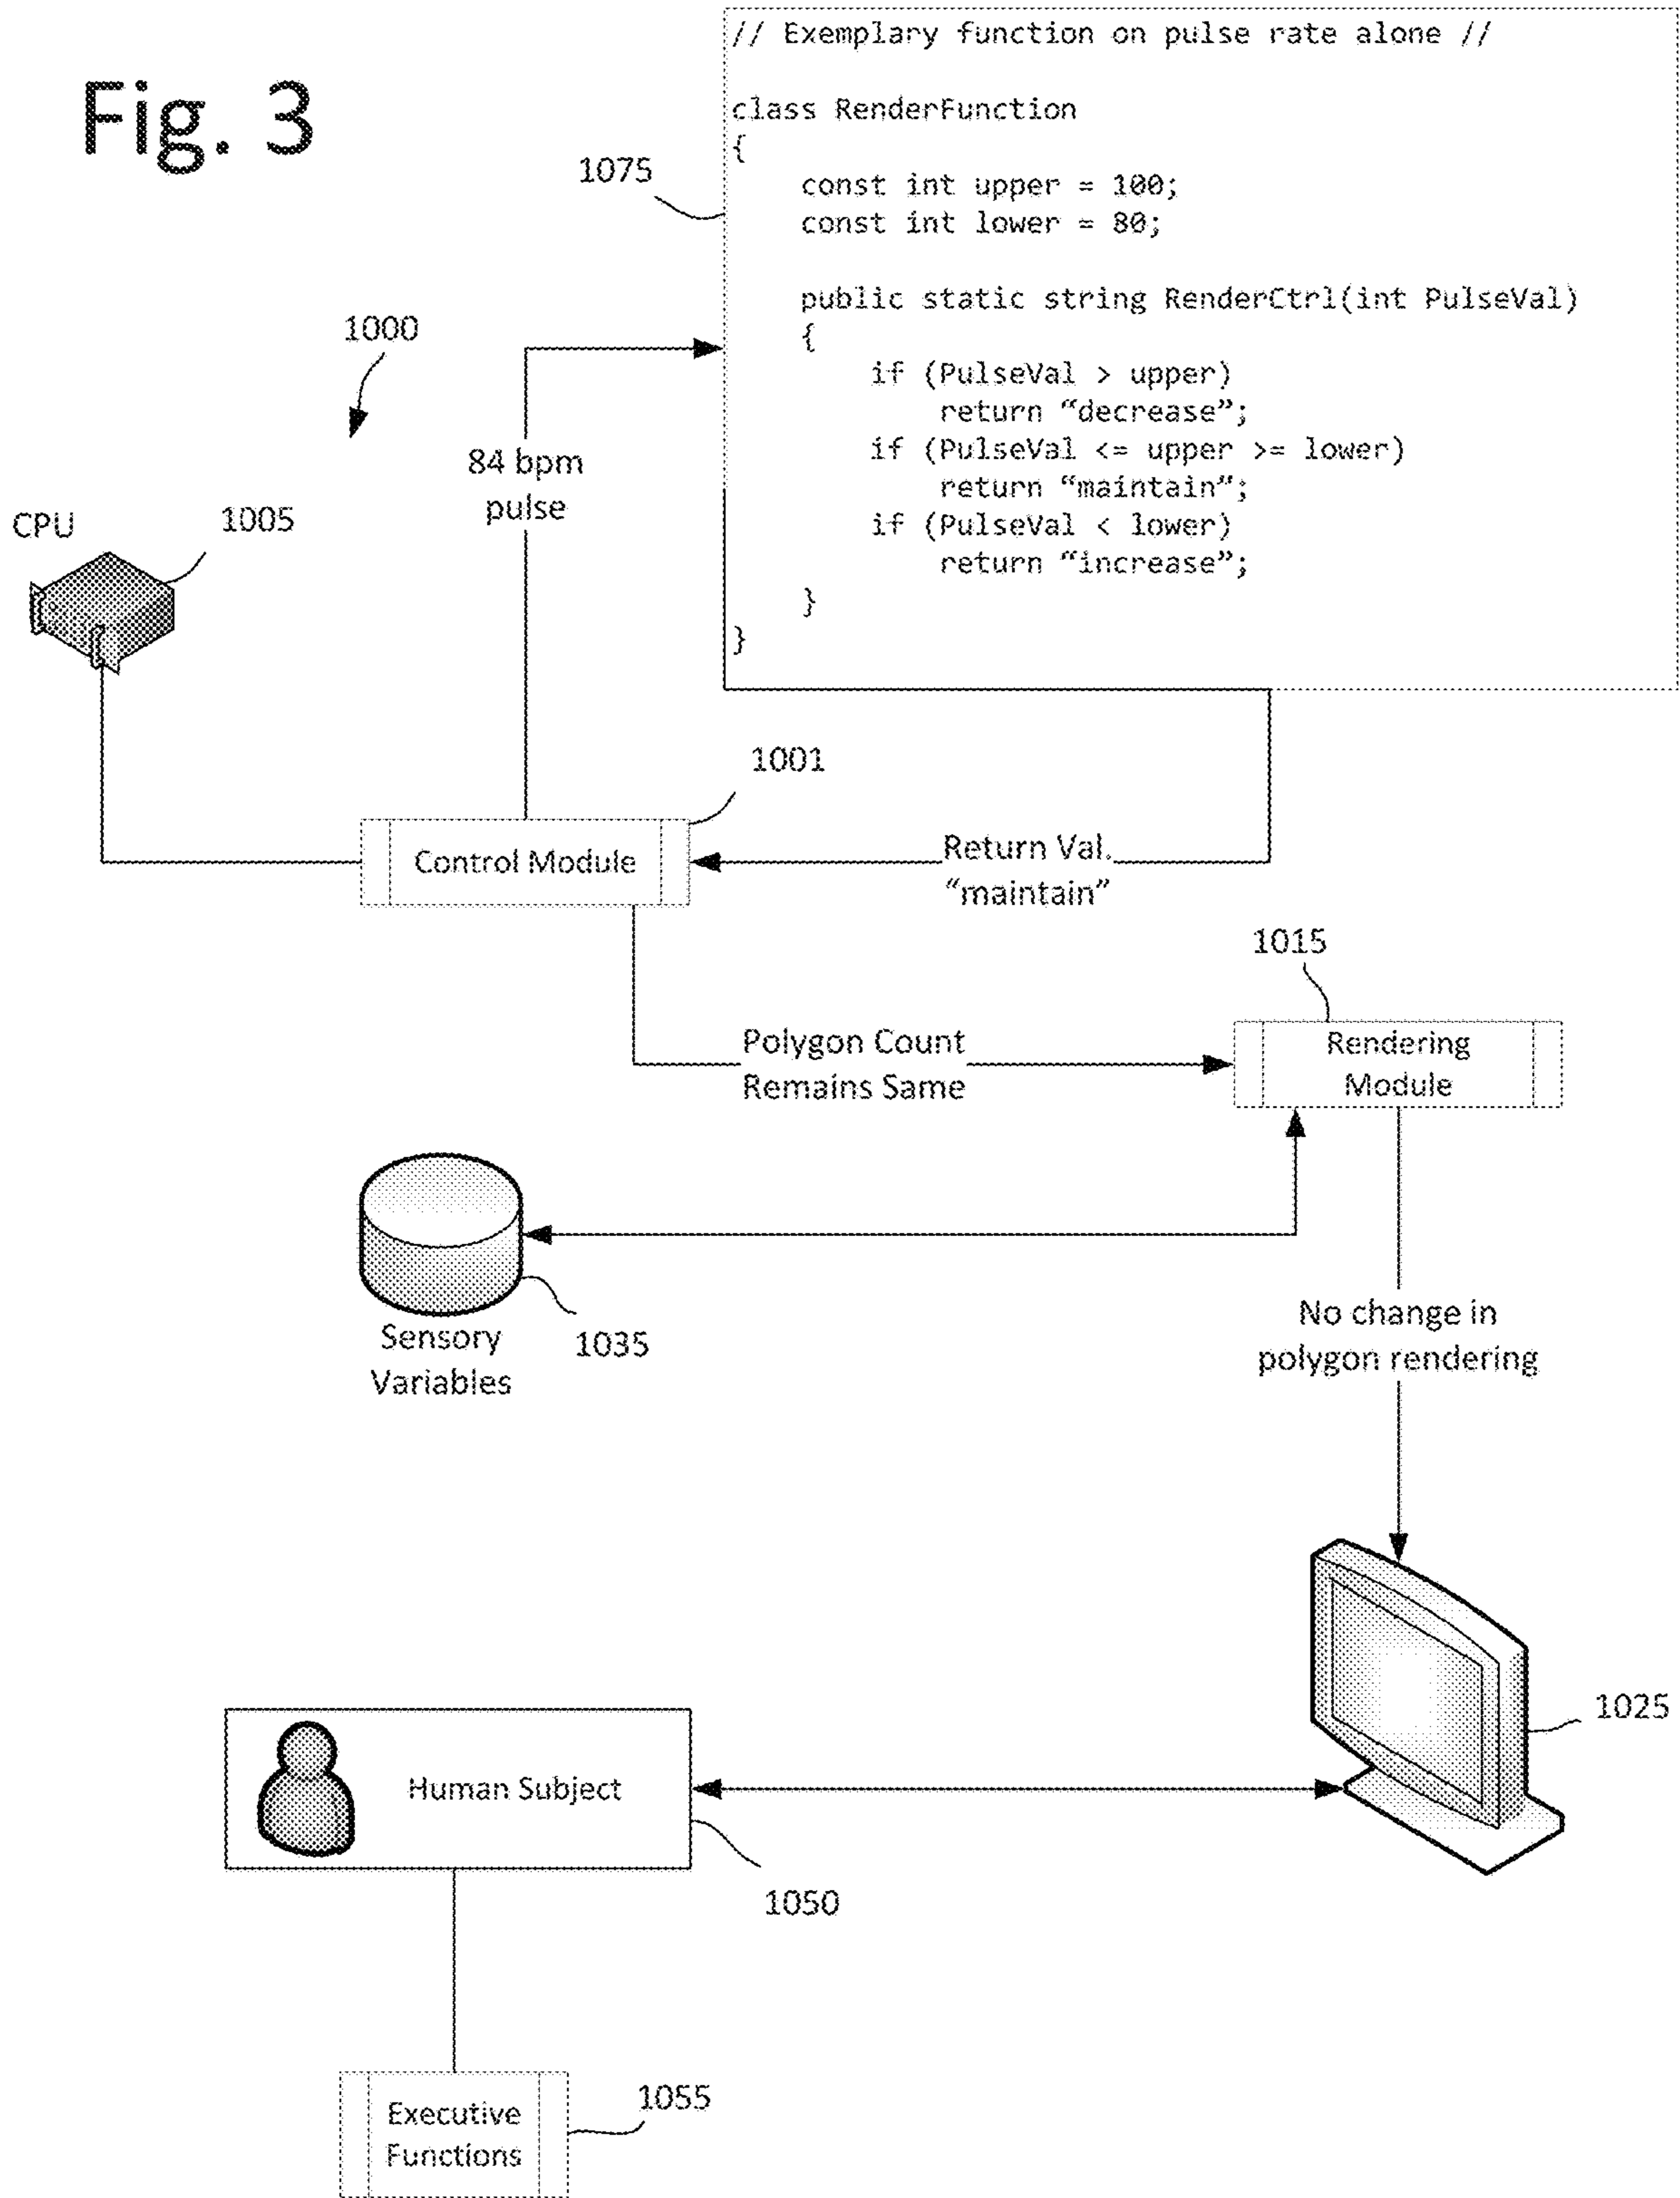 Fig. 3
// Exemplary function on pulse rate alone //
class RenderFunction
{
const int upper = 100;
const int lower = 80;
public static string RenderCtrl(int PulseVal)
{
if (PulseVal > upper)
return “decrease”;
if (PulseVal <= upper >= lower)
return “maintain”;
if (PulseVal < lower)
return “increase”;
}
}
1075
1000
84 bpm
pulse
CPU
1005
1001
Control Module
Return Val.
“maintain”
1015
Rendering
Module
Polygon Count
Remains Same
Sensory
Variables
1035
No change in
polygon rendering
1025
Human Subject
1050
Executive
Functions
1055